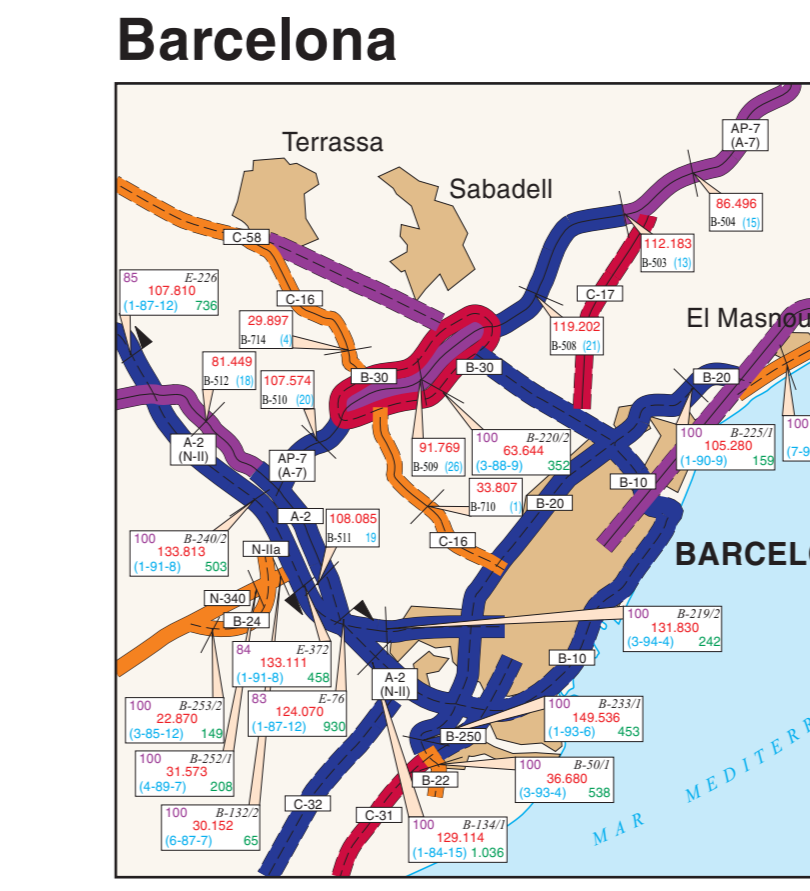 Barcelona
Terrassa
Sabadell
AP-7
(A-7)
86.496
B-504 (15)
C-58
112.183
B-503 (13)
85 E-226
107.810
(1-87-12) 736
C-16
C-17
29.897
B-714 (4)
119.202
B-508 (21)
El Masnou
81.449
B-512 (18)
107.574
B-510 (20)
B-30
B-30
B-20
A-2
(N-II)
AP-7
(A-7)
91.769
B-509 (26)
100 B-220/2
63.644
(3-88-9) 352
100 B-225/1
105.280
(1-90-9) 159
100
(7-9
33.807
B-710 (1)
B-10
B-20
A-2
108.085
B-511 19
100 B-240/2
133.813
(1-91-8) 503
N-IIa
C-16
BARCEL
N-340
B-24
100 B-219/2
131.830
(3-94-4) 242
84 E-372
133.111
(1-91-8) 458
B-10
A-2
(N-II)
83 E-76
124.070
(1-87-12) 930
100 B-253/2
22.870
(3-85-12) 149
100 B-233/1
149.536
(1-93-6) 453
B-250
100 B-252/1
31.573
(4-89-7) 208
100 B-50/1
36.680
(3-93-4) 538
B-22
100 B-132/2
30.152
(6-87-7) 65
C-32
C-31
100 B-134/1
129.114
(1-84-15) 1.036
MAR MEDITERR